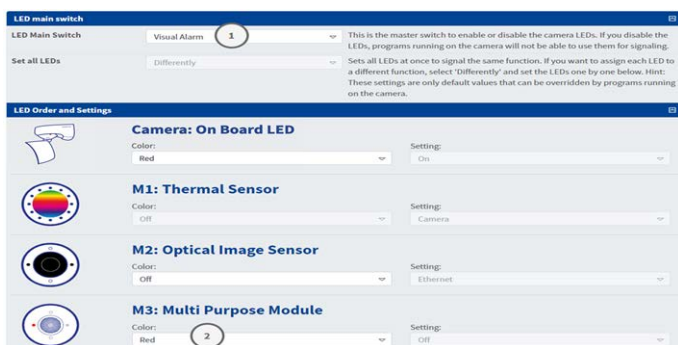 LED main switch
LED Main Switch
Visual Alarm
1
This is the master switch to enable or disable the camera LEDs. If you disable the
LEDs, programs running on the camera will not be able to use them for signaling.
Set all LEDs
Differently
Sets all LEDs at once to signal the same function. If you want to assign each LED to
a different function, select 'Differently' and set the LEDs one by one below. Hint:
These settings are only default values that can be overridden by programs running
on the camera.
LED Order and Settings
Camera: On Board LED
Color:
Setting:
Red
On
M1: Thermal Sensor
Color:
Setting:
Off
Camera
M2: Optical Image Sensor
Color:
Setting:
Off
Ethernet
M3: Multi Purpose Module
Color:
Setting:
Red
2
Off